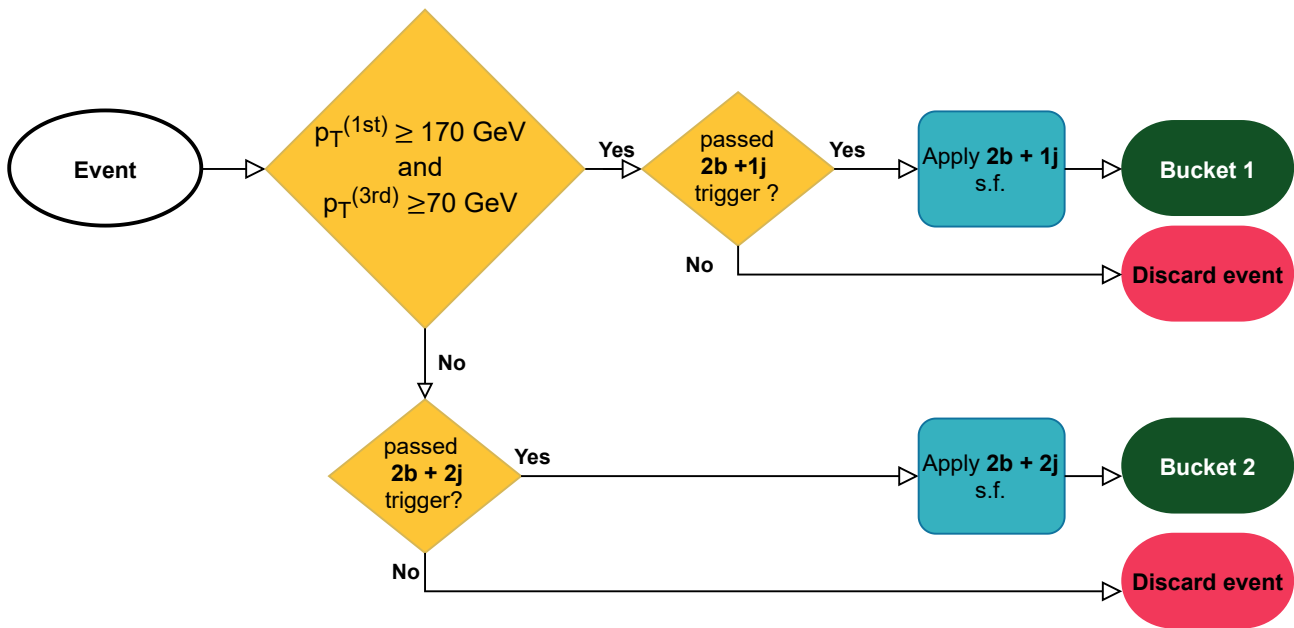 Event
pT(1st) ≥ 170 GeV
and
pT(3rd) ≥70 GeV
Yes
passed
2b +1j
trigger ?
Yes
Apply 2b + 1j
s.f.
Bucket 1
No
Discard event
No
passed
2b + 2j
trigger?
Yes
Apply 2b + 2j
s.f.
Bucket 2
No
Discard event